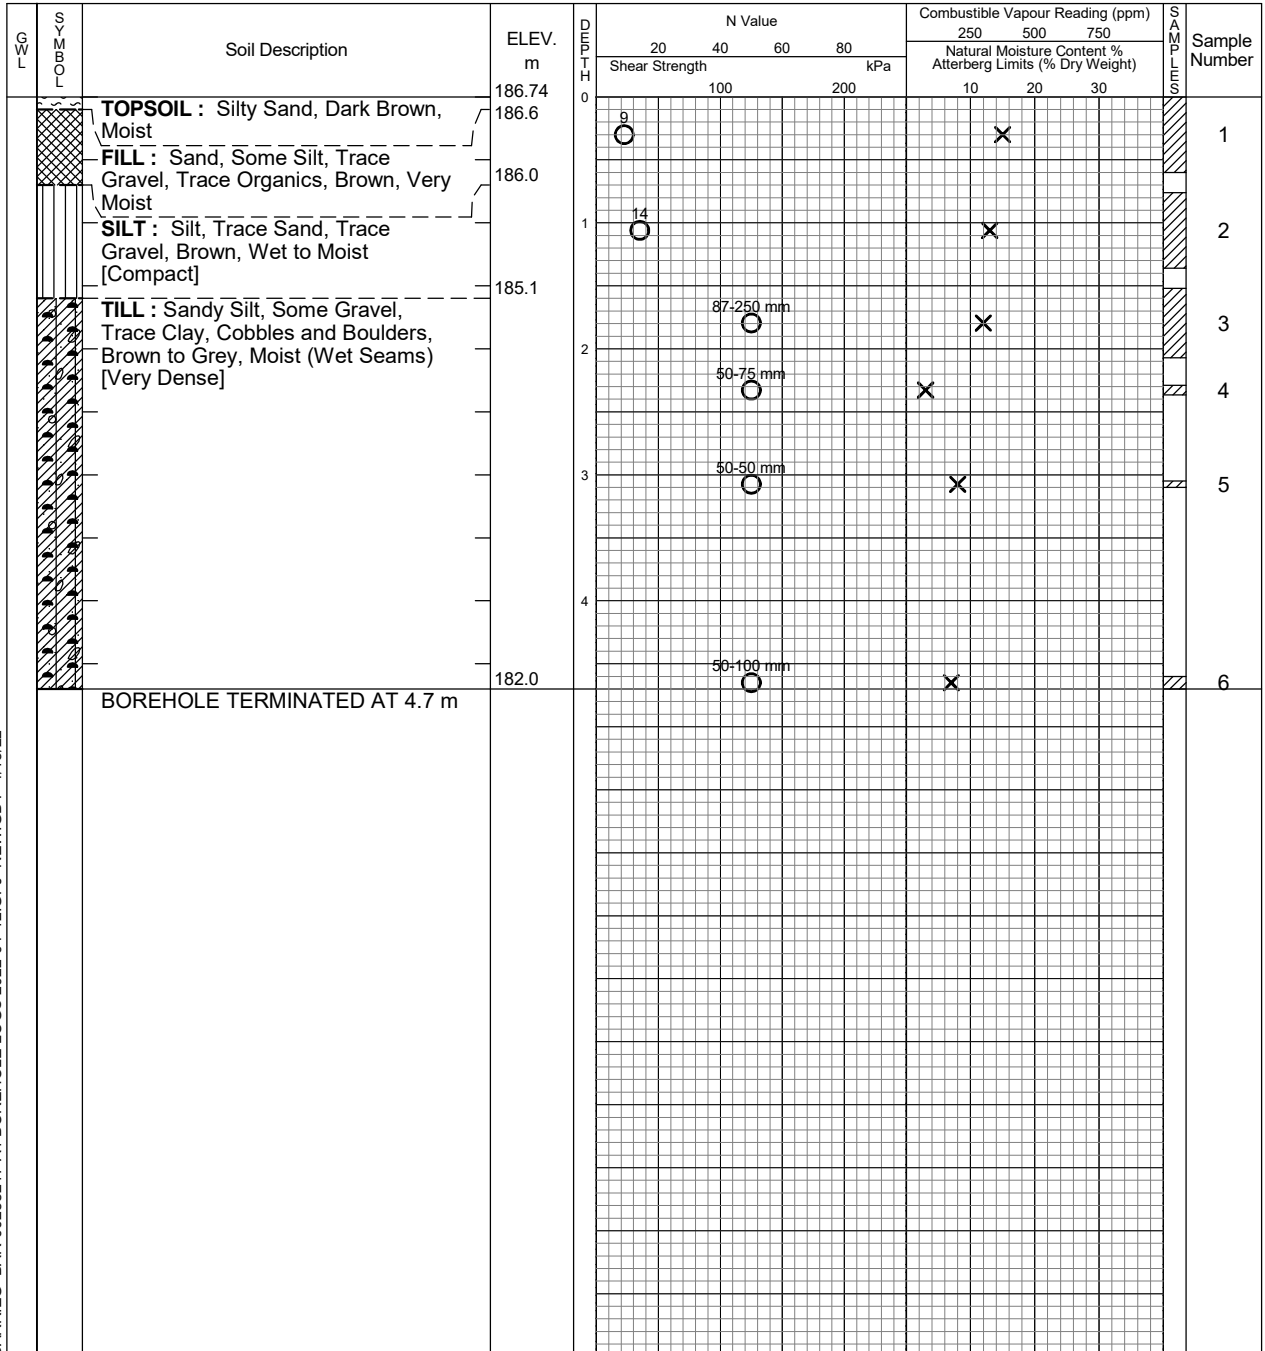 GWL
SYMBOL
Soil Description
ELEV.
m
DEPTH
N Value
20 40 60 80
Shear Strength kPa
100 200
Combustible Vapour Reading (ppm)
250 500 750
Natural Moisture Content %
Atterberg Limits (% Dry Weight)
10 20 30
SAMPLES
Sample
Number
186.74
0
TOPSOIL : Silty Sand, Dark Brown,
Moist
186.6
9
1
FILL : Sand, Some Silt, Trace
Gravel, Trace Organics, Brown, Very
Moist
186.0
SILT : Silt, Trace Sand, Trace
Gravel, Brown, Wet to Moist
[Compact]
14
1
2
185.1
TILL : Sandy Silt, Some Gravel,
Trace Clay, Cobbles and Boulders,
Brown to Grey, Moist (Wet Seams)
[Very Dense]
87-250 mm
3
2
50-75 mm
4
50-50 mm
3
5
4
50-100 mm
182.0
6
BOREHOLE TERMINATED AT 4.7 m